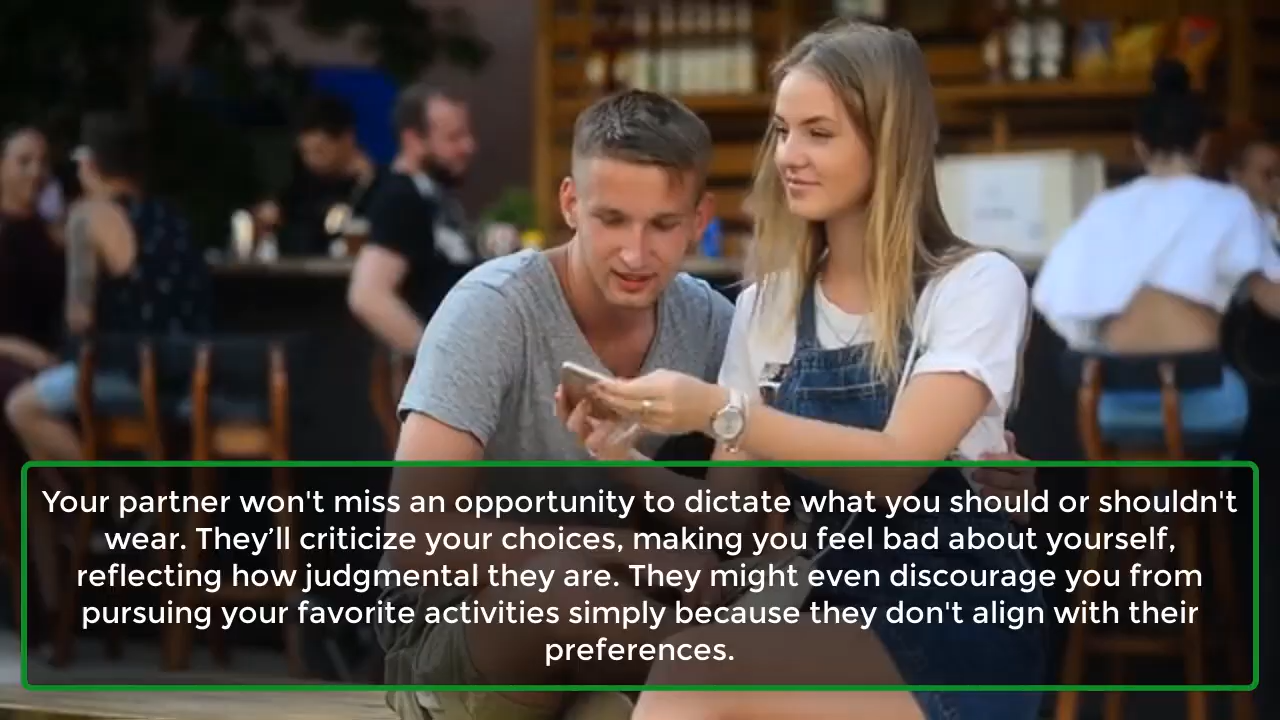 Your partner won't miss an opportunity to dictate what you should or shouldn't
wear. They’ll criticize your choices, making you feel bad about yourself,
reflecting how judgmental they are. They might even discourage you from
pursuing your favorite activities simply because they don't align with their
preferences.